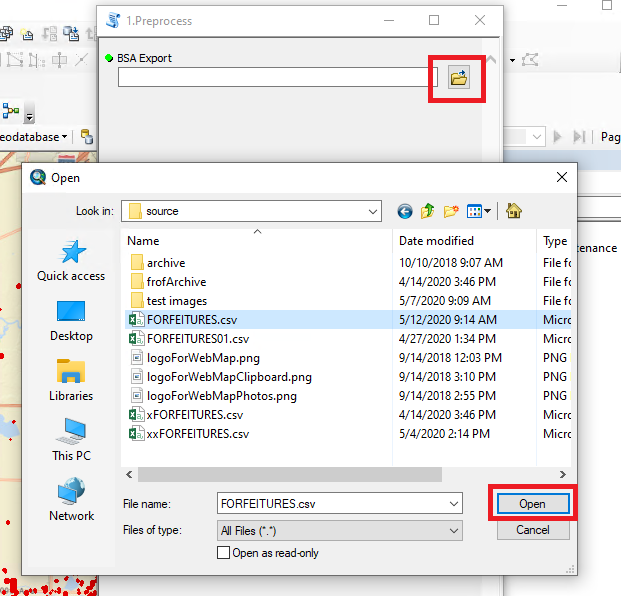 1.Preprocess
BSA Export
eodatabase
Pag
Open
Look in: source
Name Date modified Type
Quick access
Desktop
Libraries
This PC
Network
archive 10/10/2018 9:07 AM File fo
frofArchive 4/14/2020 3:46 PM File fo
test images 5/7/2020 9:09 AM File fo
FORFEITURES.csv 5/12/2020 9:14 AM Micro
FORFEITURES01.csv 4/27/2020 1:34 PM Micro
logoForWebMap.png 9/14/2018 12:03 PM PNG
logoForWebMapClipboard.png 9/14/2018 3:10 PM PNG
logoForWebMapPhotos.png 9/14/2018 2:55 PM PNG
xFORFEITURES.csv 4/14/2020 3:46 PM Micro
xxFORFEITURES.csv 5/4/2020 2:14 PM Micro
tenance
File name: FORFEITURES.csv Open
Files of type: All Files (*.*) Cancel
Open as read-only